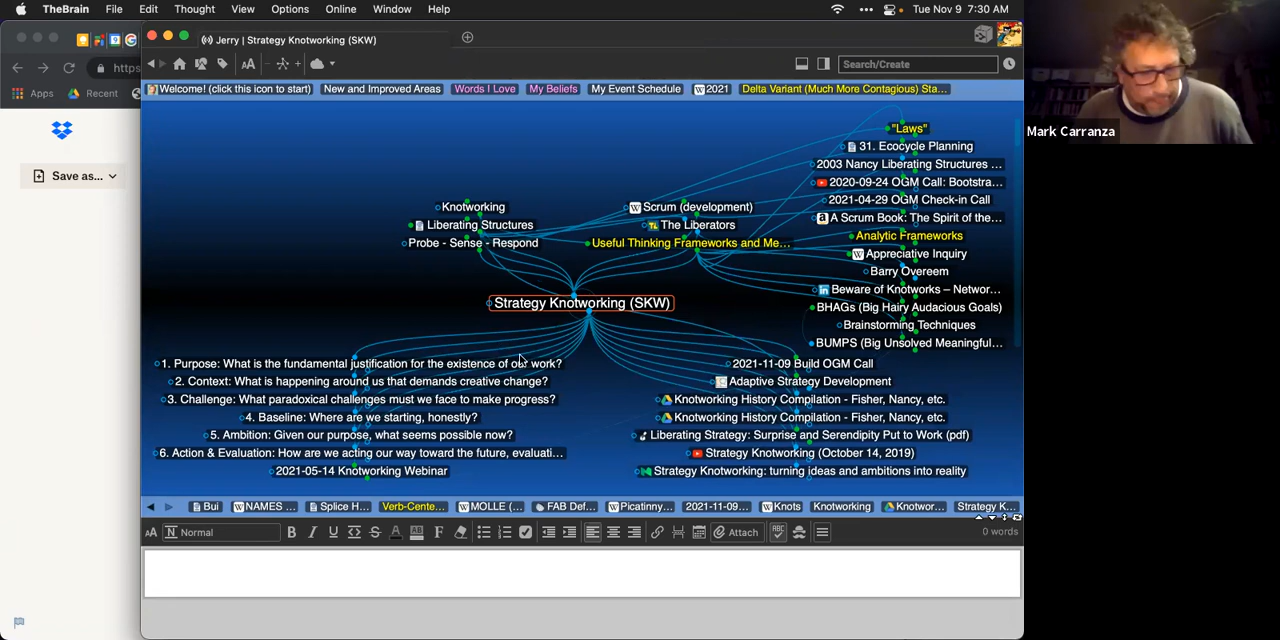 TheBrain File Edit Thought View Options Online Window Help Tue Nov 9 7:30 AM
Jerry | Strategy Knotworking (SKW)
https
Search/Create
Apps Recent
Welcome! (click this icon to start) New and Improved Areas Words I Love My Beliefs My Event Schedule 2021 Delta Variant (Much More Contagious) Sta...
Save as...
Mark Carranza
"Laws"
31. Ecocycle Planning
2003 Nancy Liberating Structures ...
2020-09-24 OGM Call: Bootstra...
2021-04-29 OGM Check-in Call
A Scrum Book: The Spirit of the...
Analytic Frameworks
Appreciative Inquiry
Barry Overeem
Beware of Knotworks – Networ...
BHAGs (Big Hairy Audacious Goals)
Brainstorming Techniques
BUMPS (Big Unsolved Meaningful...
Knotworking
Liberating Structures
Probe - Sense - Respond
Scrum (development)
The Liberators
Useful Thinking Frameworks and Me...
Strategy Knotworking (SKW)
1. Purpose: What is the fundamental justification for the existence of our work?
2. Context: What is happening around us that demands creative change?
3. Challenge: What paradoxical challenges must we face to make progress?
4. Baseline: Where are we starting, honestly?
5. Ambition: Given our purpose, what seems possible now?
6. Action & Evaluation: How are we acting our way toward the future, evaluati...
2021-05-14 Knotworking Webinar
2021-11-09 Build OGM Call
Adaptive Strategy Development
Knotworking History Compilation - Fisher, Nancy, etc.
Knotworking History Compilation - Fisher, Nancy, etc.
Liberating Strategy: Surprise and Serendipity Put to Work (pdf)
Strategy Knotworking (October 14, 2019)
Strategy Knotworking: turning ideas and ambitions into reality
Bui NAMES ... Splice H... Verb-Cente... MOLLE (... FAB Def... Picatinny... 2021-11-09... Knots Knotworking Knotwor... Strategy K...
Normal B I U S A F Attach 0 words